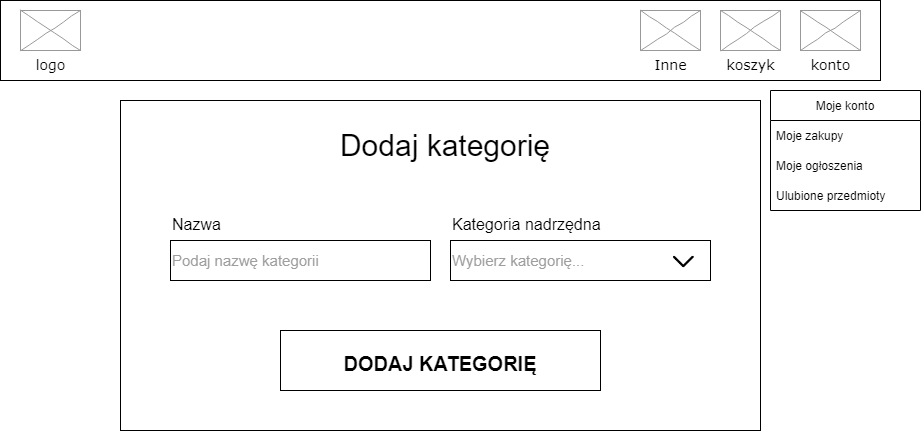 logo
Inne
koszyk
konto
Moje konto
Moje zakupy
Moje ogłoszenia
Ulubione przedmioty
Dodaj kategorię
Nazwa
Kategoria nadrzędna
Podaj nazwę kategorii
Wybierz kategorię...
DODAJ KATEGORIĘ